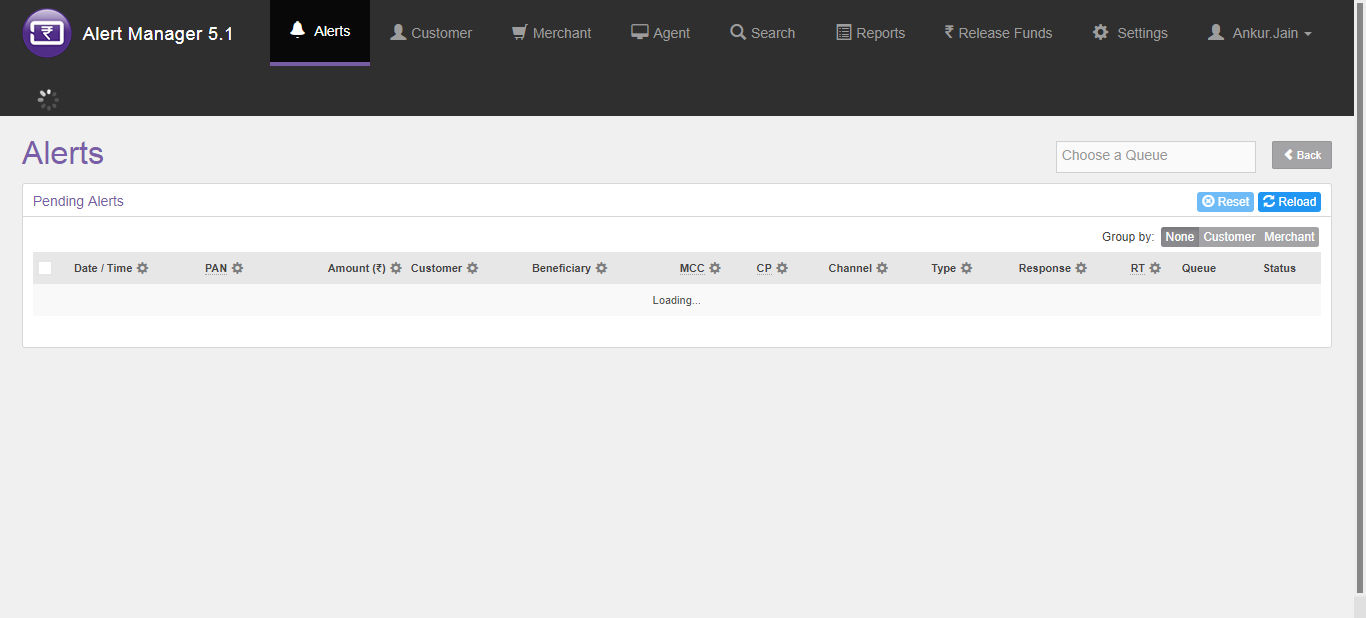 Alert Manager 5.1 Alerts Customer Merchant Agent Search Reports ₹ Release Funds Settings Ankur.Jain
Alerts
Choose a Queue Back
Pending Alerts Reset Reload
Group by: None Customer Merchant
Date / Time PAN Amount (₹) Customer Beneficiary MCC CP Channel Type Response RT Queue Status
Loading...